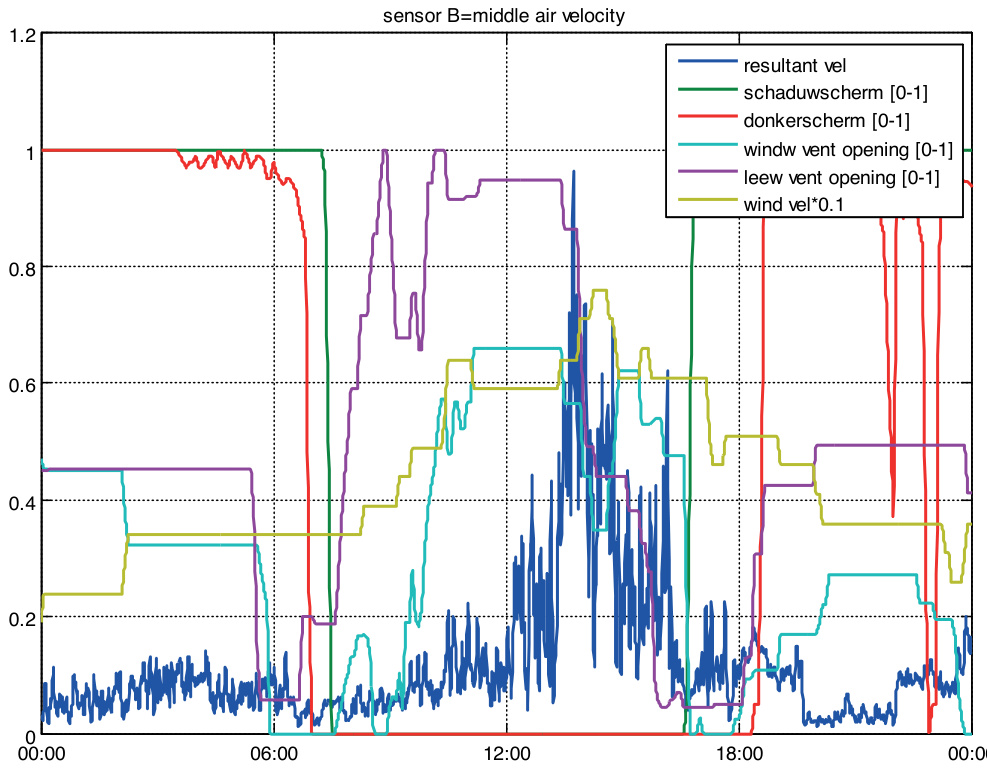 sensor B=middle air velocity
1.2
1
0.8
0.6
0.4
0.2
0
resultant vel
schaduwscherm [0-1]
donkerscherm [0-1]
windw vent opening [0-1]
leew vent opening [0-1]
wind vel*0.1
00:00 06:00 12:00 18:00 00:00